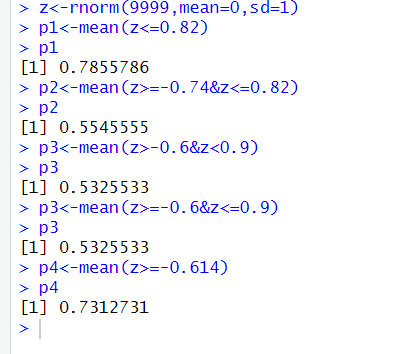 > z<-rnorm(9999,mean=0,sd=1)
> p1<-mean(z<=0.82)
> p1
[1] 0.7855786
> p2<-mean(z>=-0.74&z<=0.82)
> p2
[1] 0.5545555
> p3<-mean(z>-0.6&z<0.9)
> p3
[1] 0.5325533
> p3<-mean(z>=-0.6&z<=0.9)
> p3
[1] 0.5325533
> p4<-mean(z>=-0.614)
> p4
[1] 0.7312731
>